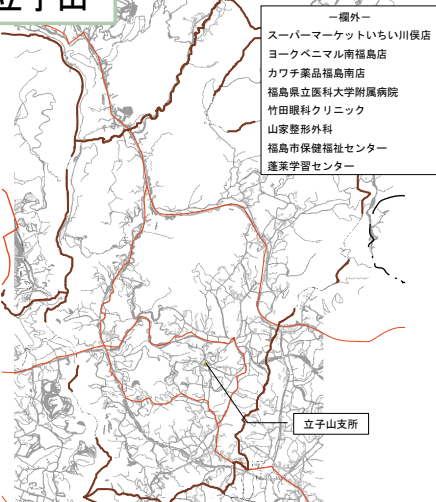 立子山
－欄外－
スーパーマーケットいちい川俣店
ヨークベニマル南福島店
カワチ薬品福島南店
福島県立医科大学附属病院
竹田眼科クリニック
山家整形外科
福島市保健福祉センター
蓬莱学習センター
立子山支所